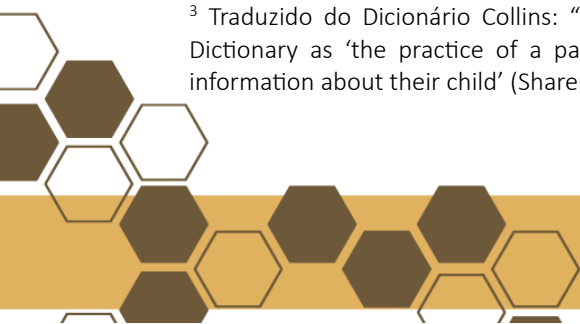 ³ Traduzido do Dicionário Collins: “
Dictionary as ‘the practice of a pa
information about their child’ (Share